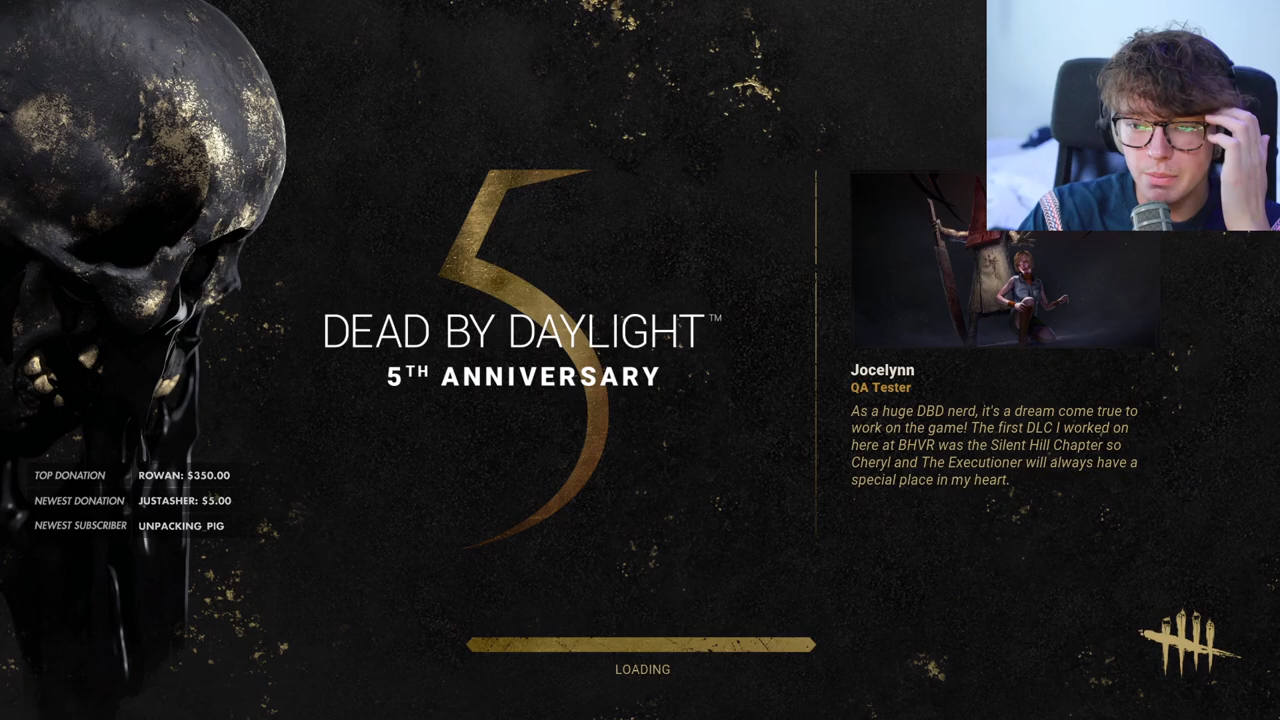 DEAD BY DAYLIGHT™
5TH ANNIVERSARY
Jocelynn
QA Tester
As a huge DBD nerd, it's a dream come true to
work on the game! The first DLC I worked on
here at BHVR was the Silent Hill Chapter so
Cheryl and The Executioner will always have a
special place in my heart.
TOP DONATION ROWAN: $350.00
NEWEST DONATION JUSTASHER: $5.00
NEWEST SUBSCRIBER UNPACKING_PIG
LOADING